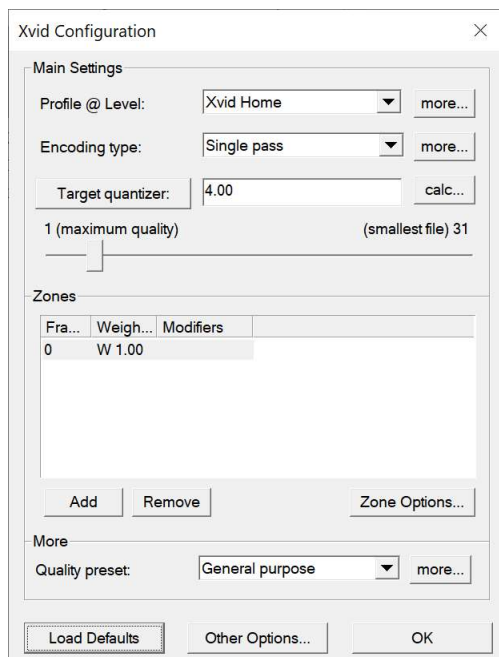 Xvid Configuration
Main Settings
Profile @ Level: Xvid Home more...
Encoding type: Single pass more...
Target quantizer: 4.00 calc...
1 (maximum quality) (smallest file) 31
Zones
Fra... Weigh... Modifiers
0 W 1.00
Add Remove Zone Options...
More
Quality preset: General purpose more...
Load Defaults Other Options... OK